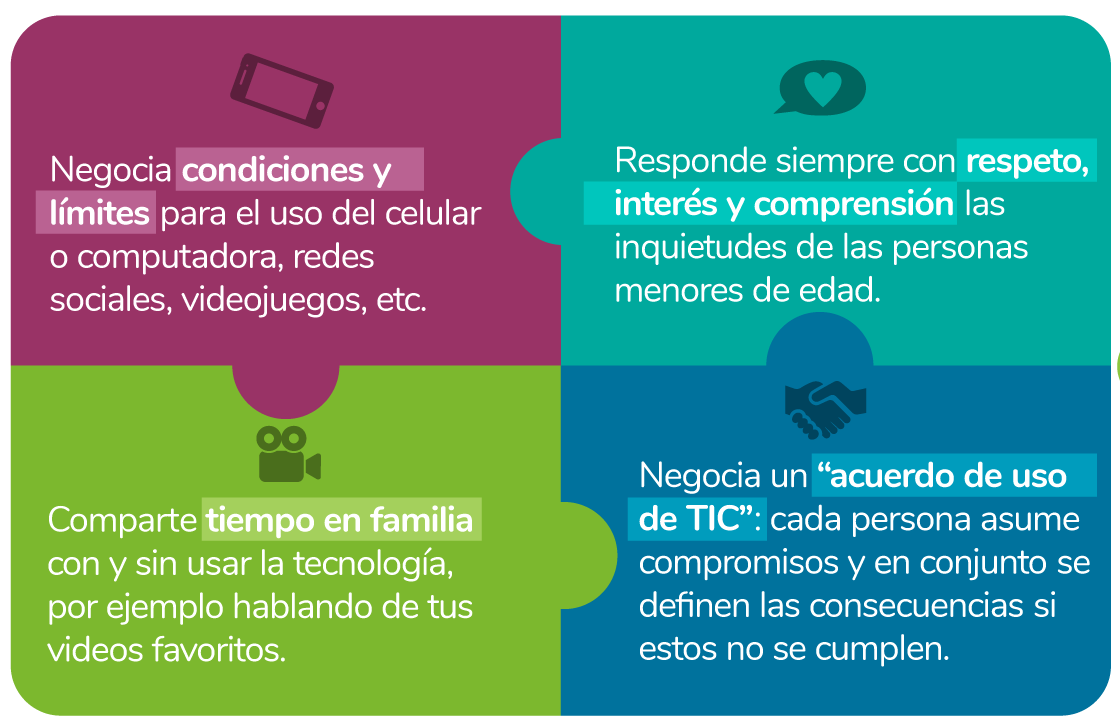 Negocia condiciones y
límites para el uso del celular
o computadora, redes
sociales, videojuegos, etc.
Responde siempre con respeto,
interés y comprensión las
inquietudes de las personas
menores de edad.
Comparte tiempo en familia
con y sin usar la tecnología,
por ejemplo hablando de tus
videos favoritos.
Negocia un “acuerdo de uso
de TIC”: cada persona asume
compromisos y en conjunto se
definen las consecuencias si
estos no se cumplen.